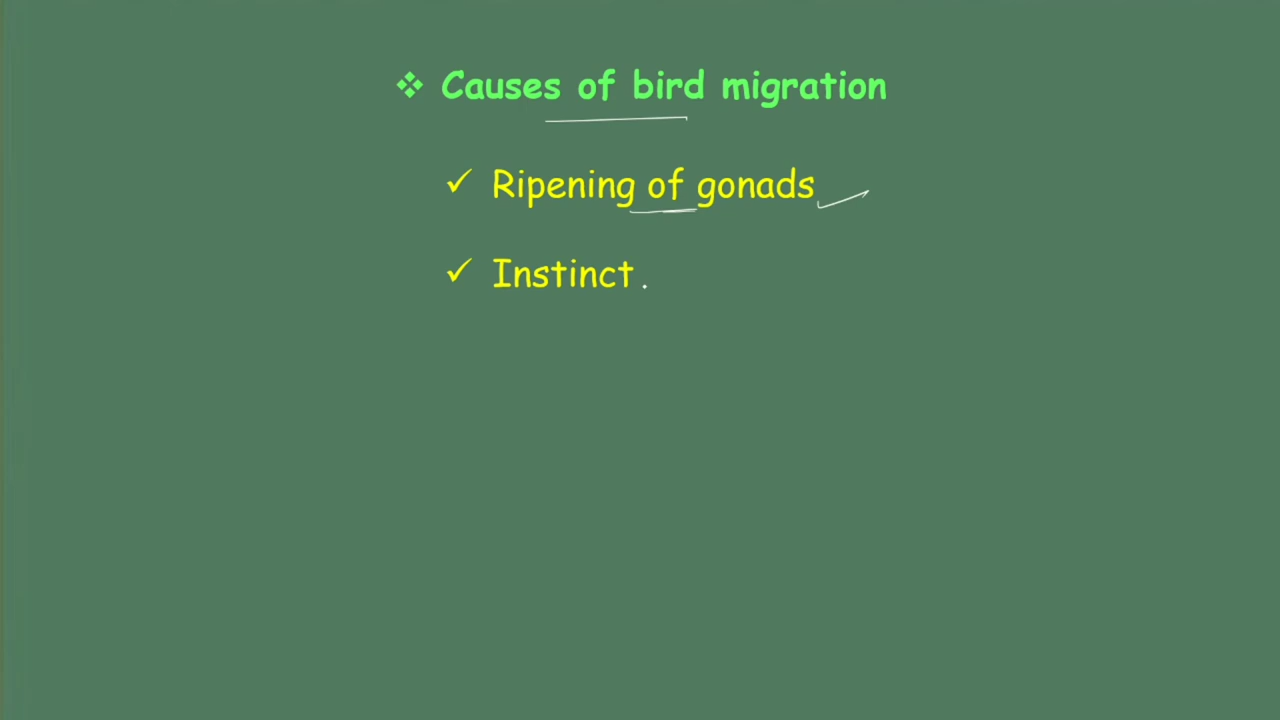 ❖ Causes of bird migration
✓ Ripening of gonads
✓ Instinct